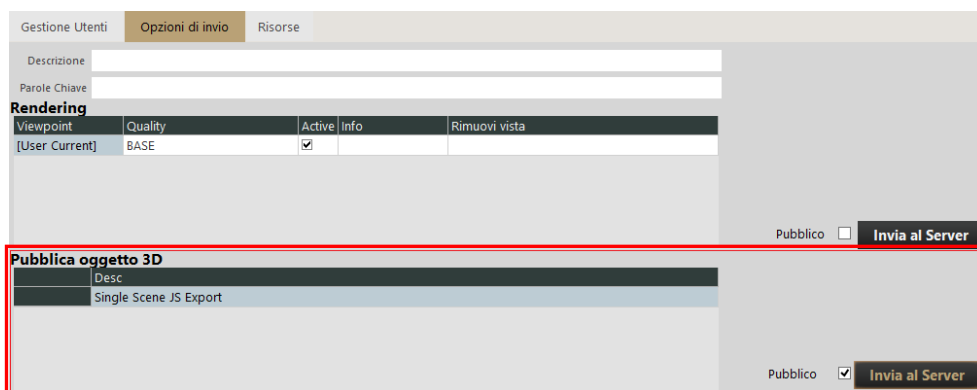 Gestione Utenti Opzioni di invio Risorse
Descrizione
Parole Chiave
Rendering
Viewpoint Quality Active Info Rimuovi vista
[User Current] BASE
Pubblico Invia al Server
Pubblica oggetto 3D
Desc
Single Scene JS Export
Pubblico Invia al Server